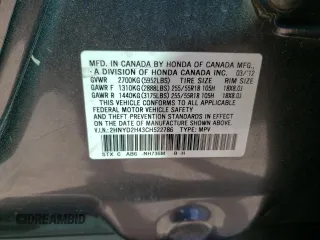 MFD. IN CANADA BY HONDA OF CANADA MFG.,
A DIVISION OF HONDA CANADA INC. 03/12
GVWR 2700KG(5952LBS) TIRE SIZE RIM SIZE
GAWR F 1310KG(2888LBS) 255/55R18 105H 18X8.0J
GAWR R 1440KG(3175LBS) 255/55R18 105H 18X8.0J
THIS VEHICLE CONFORMS TO ALL APPLICABLE
FEDERAL MOTOR VEHICLE SAFETY AND THEFT
PREVENTION STANDARDS IN EFFECT ON THE
DATE OF MANUFACTURE SHOWN ABOVE.
V.I.N.: 2HNYD2H43CH522786 TYPE: MPV
STX C AB6 B